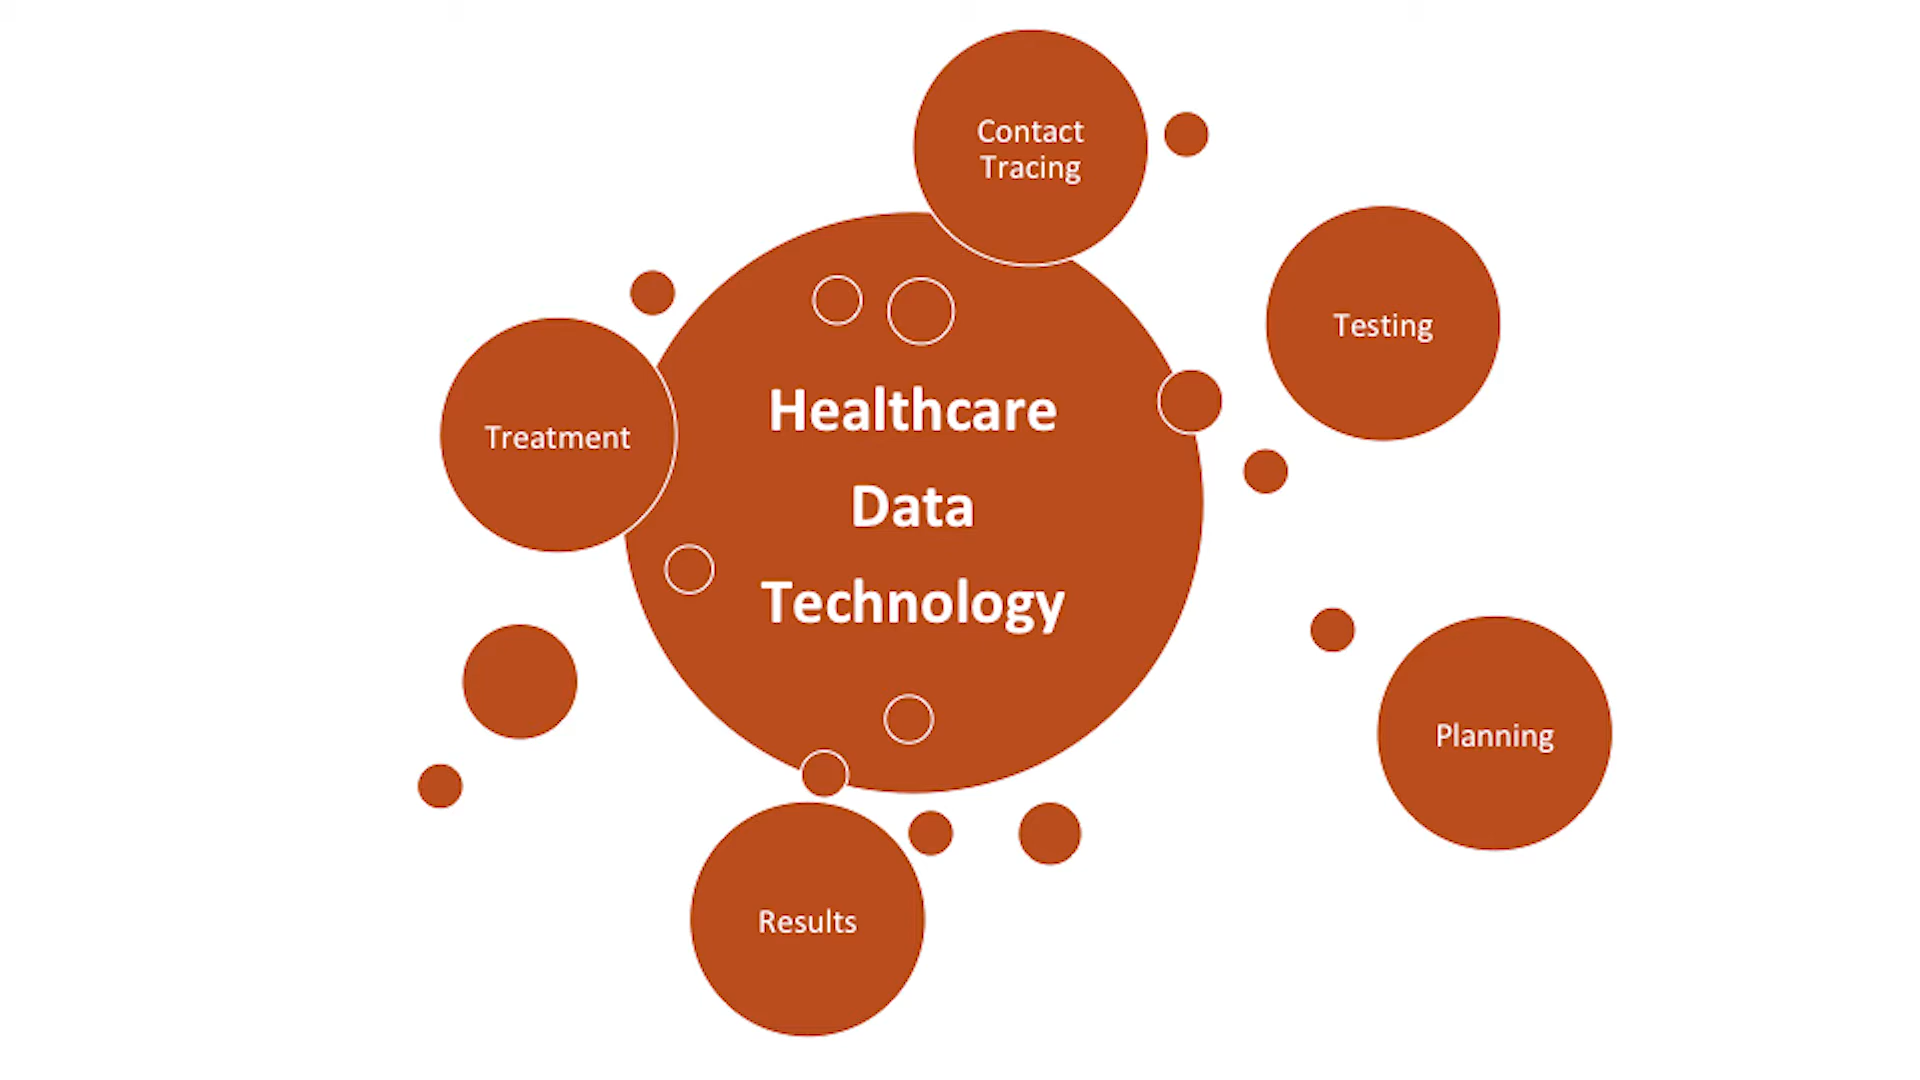 Contact
Tracing
Testing
Treatment
Healthcare
Data
Technology
Planning
Results